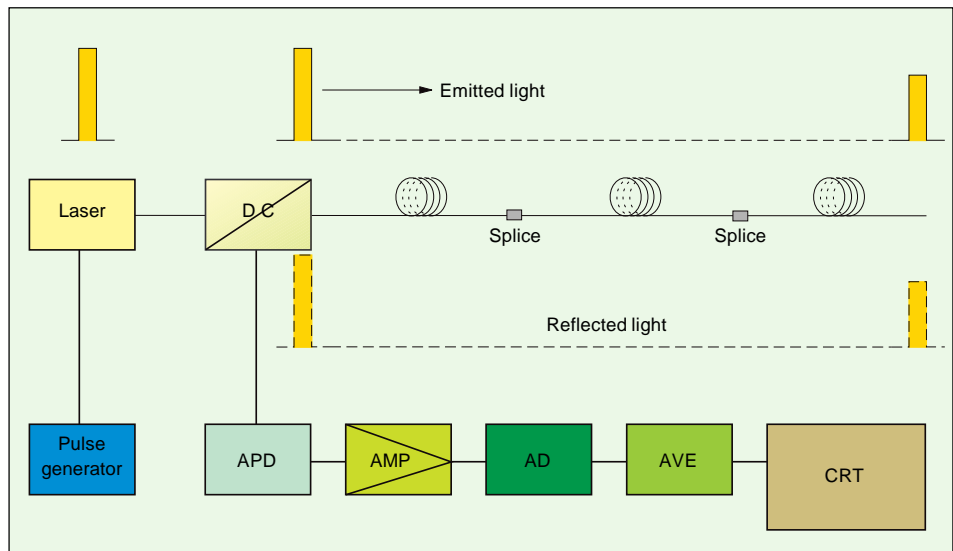 Emitted light
Laser
D C
Splice
Splice
Reflected light
Pulse
generator
APD
AMP
AD
AVE
CRT